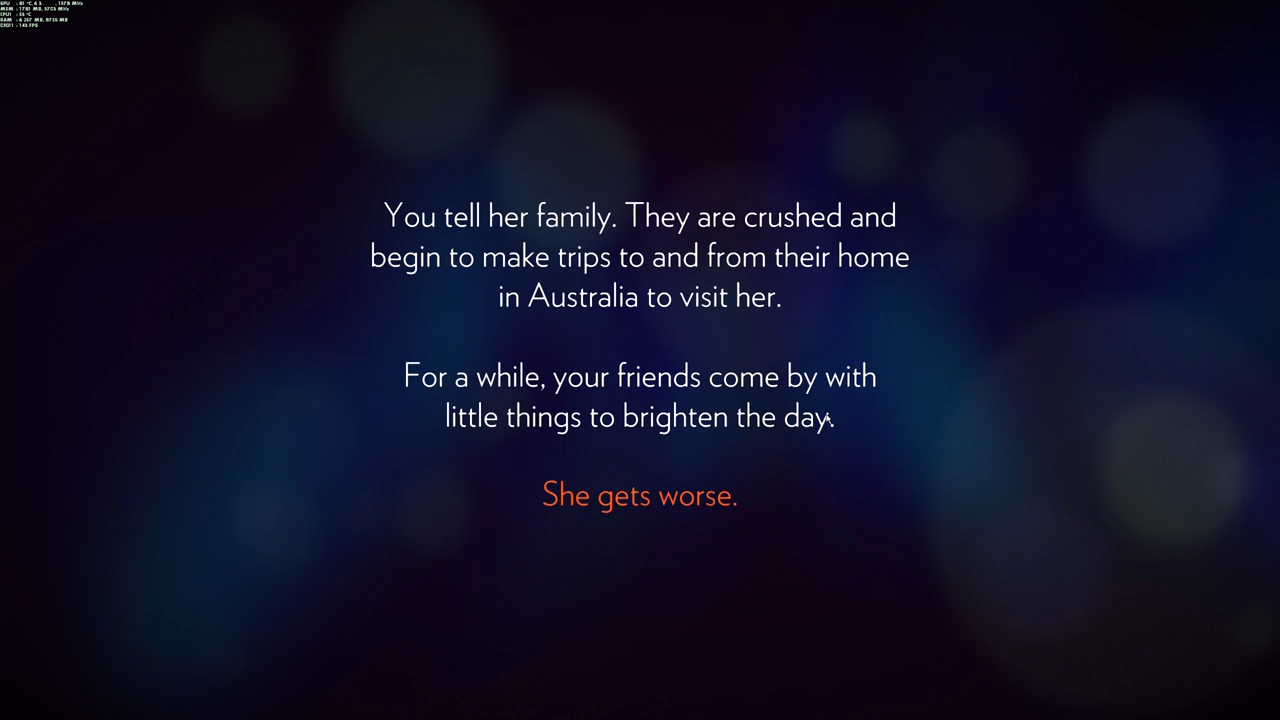 You tell her family. They are crushed and
begin to make trips to and from their home
in Australia to visit her.
For a while, your friends come by with
little things to brighten the day.
She gets worse.